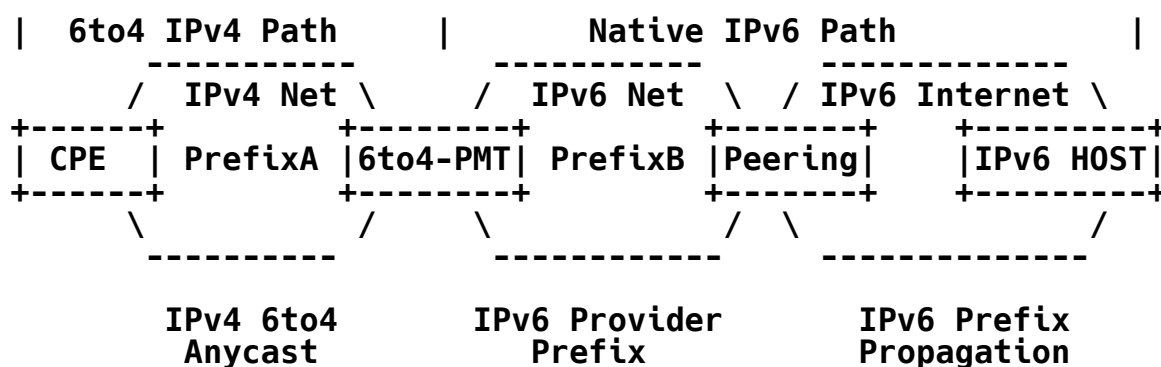 |  6to4 IPv4 Path     |       Native IPv6 Path            |
       -----------       -----------      -------------
      /  IPv4 Net \     /  IPv6 Net  \  / IPv6 Internet \
+------+         +--------+         +-------+    +---------+
| CPE  | PrefixA |6to4-PMT| PrefixB |Peering|    |IPv6 HOST|
+------+         +--------+         +-------+    +---------+
      \           /     \            /  \               /
       ----------        ------------     --------------

        IPv4 6to4       IPv6 Provider       IPv6 Prefix
         Anycast           Prefix           Propagation